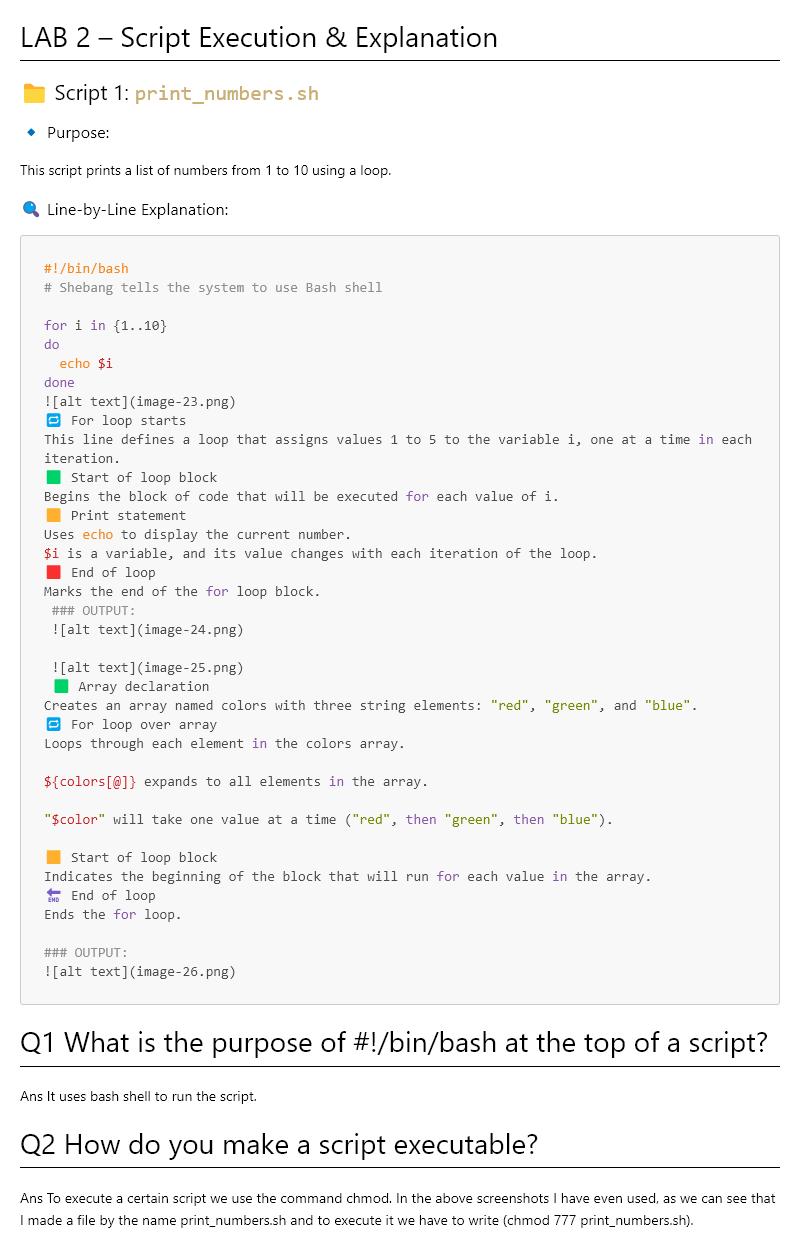 LAB 2 – Script Execution & Explanation
📁 Script 1: print_numbers.sh
🔹 Purpose:
This script prints a list of numbers from 1 to 10 using a loop.
🔍 Line-by-Line Explanation:
#!/bin/bash
# Shebang tells the system to use Bash shell
for i in {1..10}
do
  echo $i
done
![alt text](image-23.png)
🔁 For loop starts
This line defines a loop that assigns values 1 to 5 to the variable i, one at a time in each
iteration.
🟩 Start of loop block
Begins the block of code that will be executed for each value of i.
🟧 Print statement
Uses echo to display the current number.
$i is a variable, and its value changes with each iteration of the loop.
🟥 End of loop
Marks the end of the for loop block.
 ### OUTPUT:
 ![alt text](image-24.png)
 ![alt text](image-25.png)
 🟩 Array declaration
Creates an array named colors with three string elements: "red", "green", and "blue".
🔁 For loop over array
Loops through each element in the colors array.
${colors[@]} expands to all elements in the array.
"$color" will take one value at a time ("red", then "green", then "blue").
🟧 Start of loop block
Indicates the beginning of the block that will run for each value in the array.
🔚 End of loop
Ends the for loop.
### OUTPUT:
![alt text](image-26.png)
Q1 What is the purpose of #!/bin/bash at the top of a script?
Ans It uses bash shell to run the script.
Q2 How do you make a script executable?
Ans To execute a certain script we use the command chmod. In the above screenshots I have even used, as we can see that
I made a file by the name print_numbers.sh and to execute it we have to write (chmod 777 print_numbers.sh).